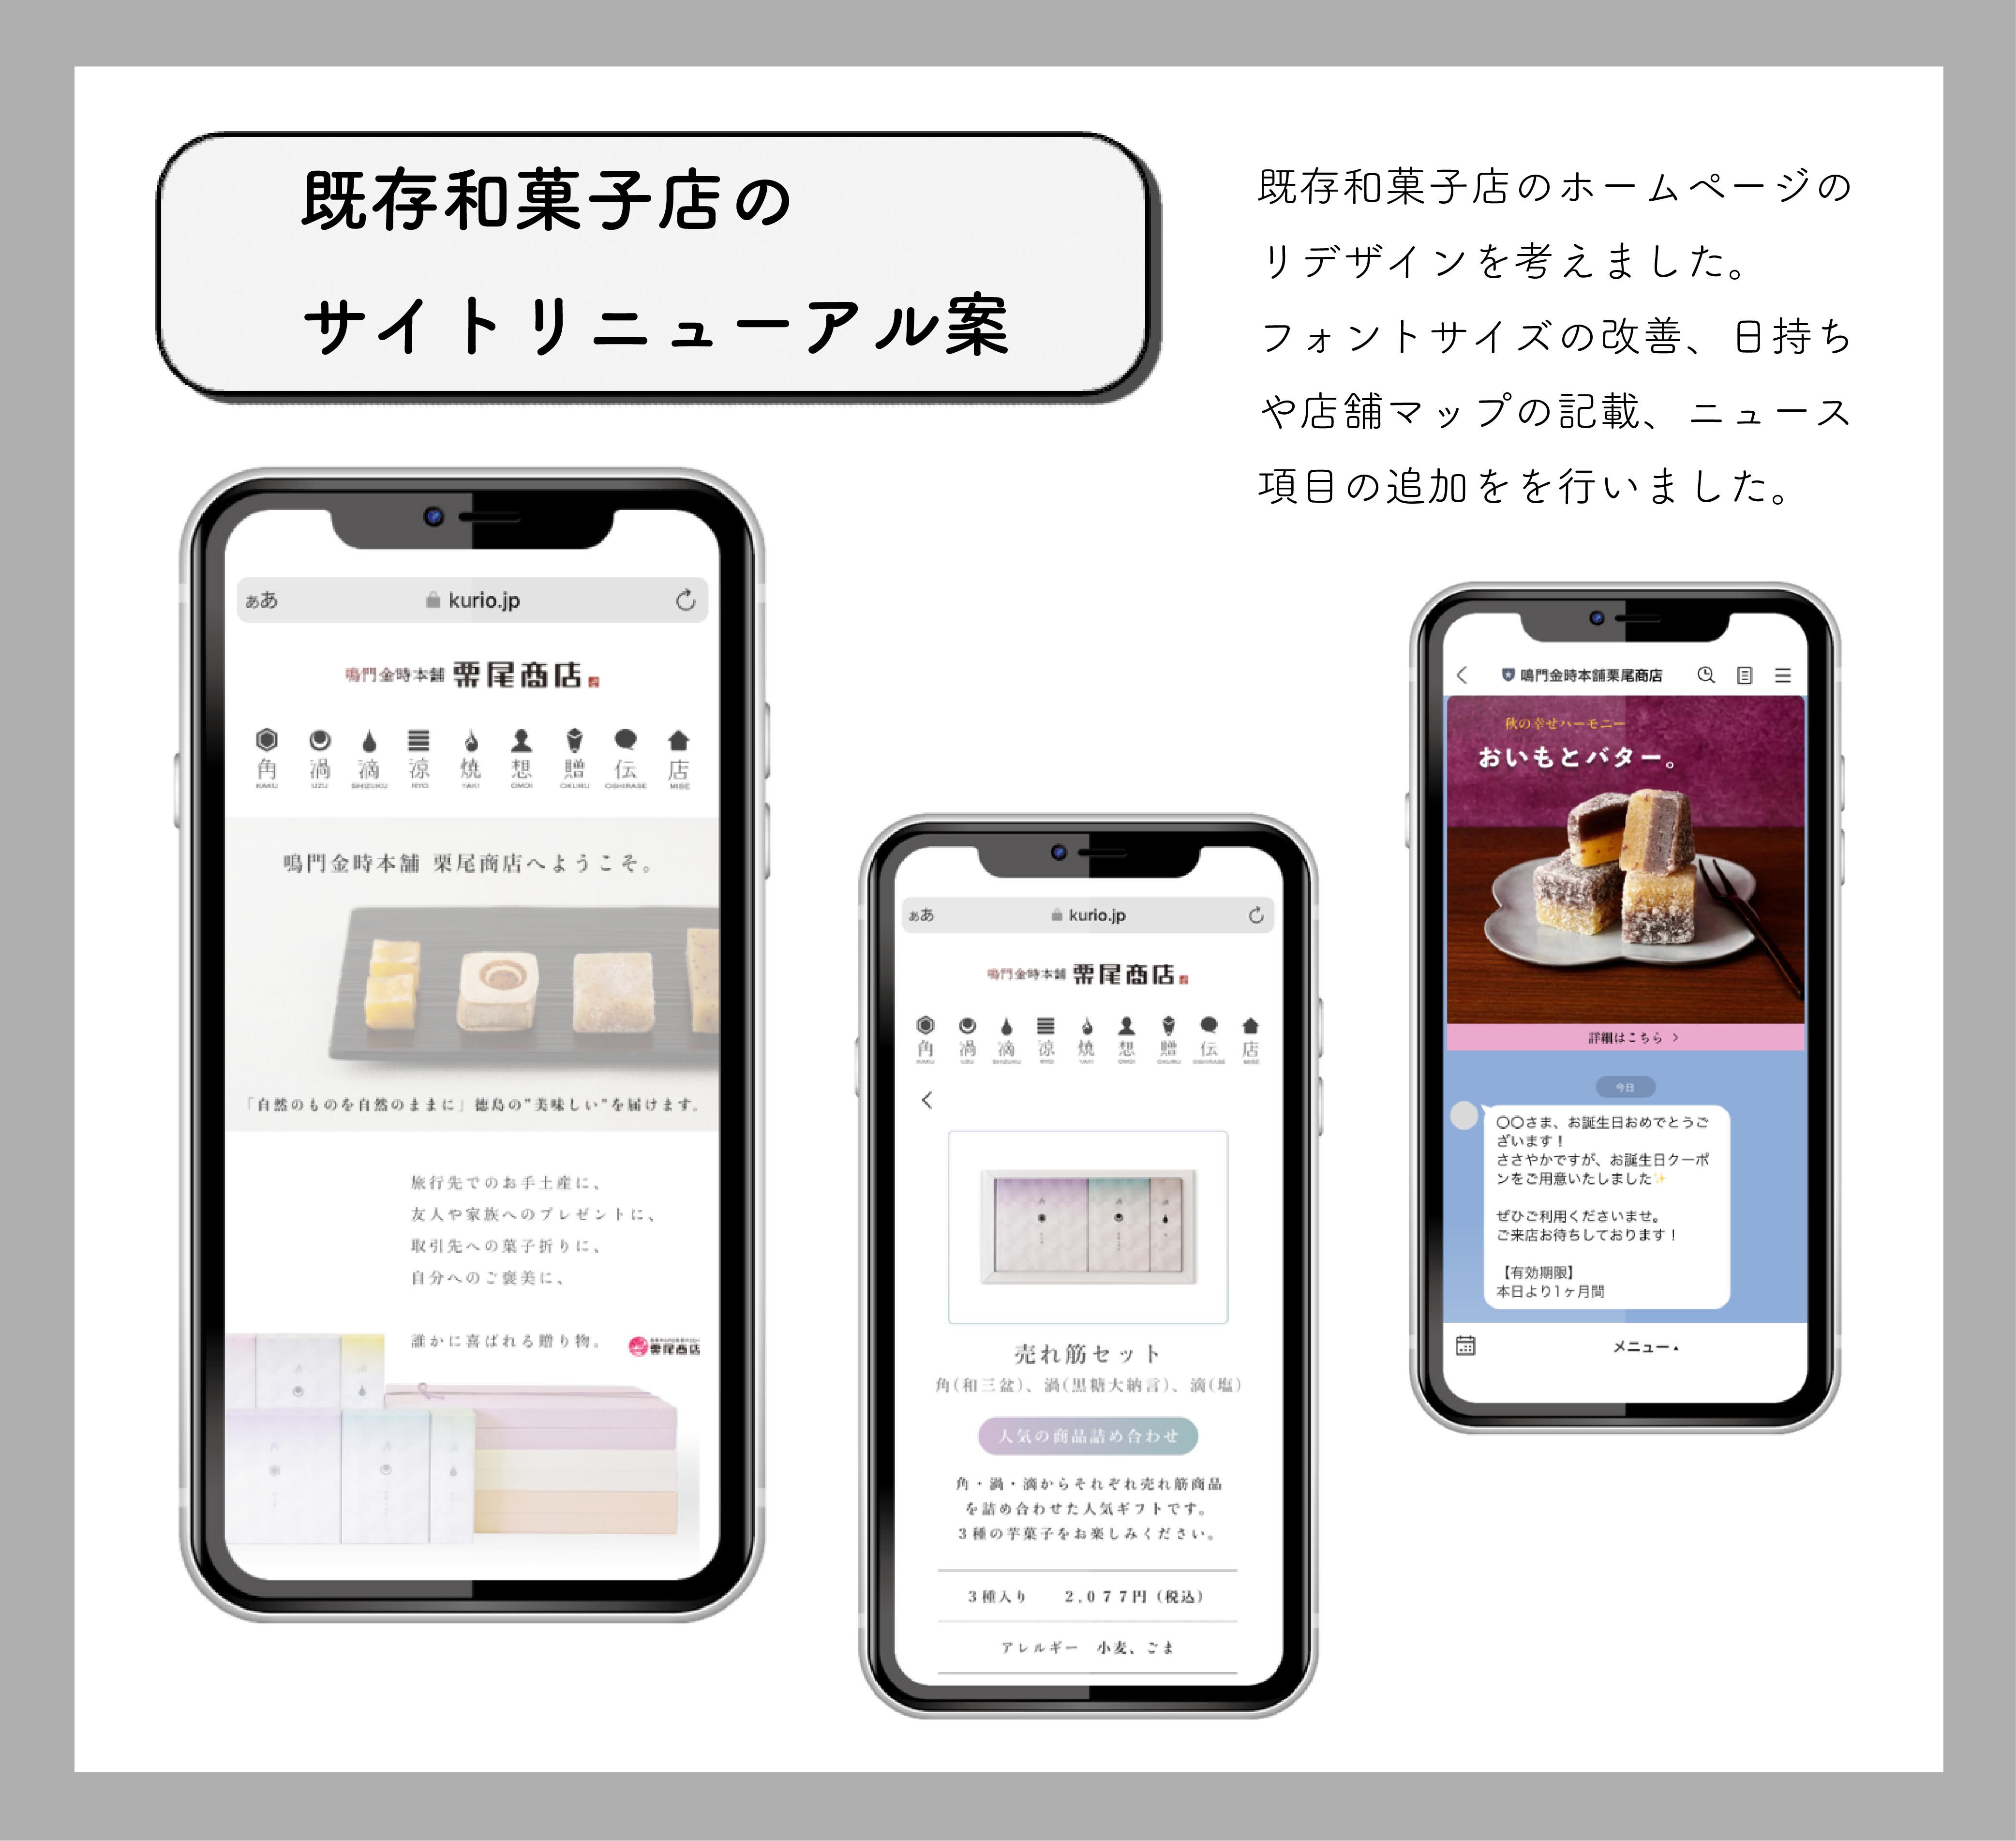 既存和菓子店の
サイトリニューアル案
既存和菓子店のホームページの
リデザインを考えました。
フォントサイズの改善、日持ち
や店舗マップの記載、ニュース
項目の追加をを行いました。
ぁあ kurio.jp
鳴門金時本舗 栗尾商店
角 渦 滴 涼 焼 想 贈 伝 店
KAKU UZU SHIZUKU RYO YAKI OMOI OKURU OSHIRASE MISE
鳴門金時本舗 栗尾商店へようこそ。
「自然のものを自然のままに」徳島の"美味しい"を届けます。
旅行先でのお手土産に、
友人や家族へのプレゼントに、
取引先への菓子折りに、
自分へのご褒美に、
誰かに喜ばれる贈り物。
栗尾商店
ぁあ kurio.jp
鳴門金時本舗 栗尾商店
角 渦 滴 涼 焼 想 贈 伝 店
KAKU UZU SHIZUKU RYO YAKI OMOI OKURU OSHIRASE MISE
売れ筋セット
角(和三盆)、渦(黒糖大納言)、滴(塩)
人気の商品詰め合わせ
角・渦・滴からそれぞれ売れ筋商品
を詰め合わせた人気ギフトです。
3種の芋菓子をお楽しみください。
3種入り 2,077円（税込）
アレルギー 小麦、ごま
鳴門金時本舗栗尾商店
秋の幸せハーモニー
おいもとバター。
詳細はこちら >
今日
〇〇さま、お誕生日おめでとうご
ざいます！
ささやかですが、お誕生日クーポ
ンをご用意いたしました✨
ぜひご利用くださいませ。
ご来店お待ちしております！
【有効期限】
本日より1ヶ月間
メニュー▲